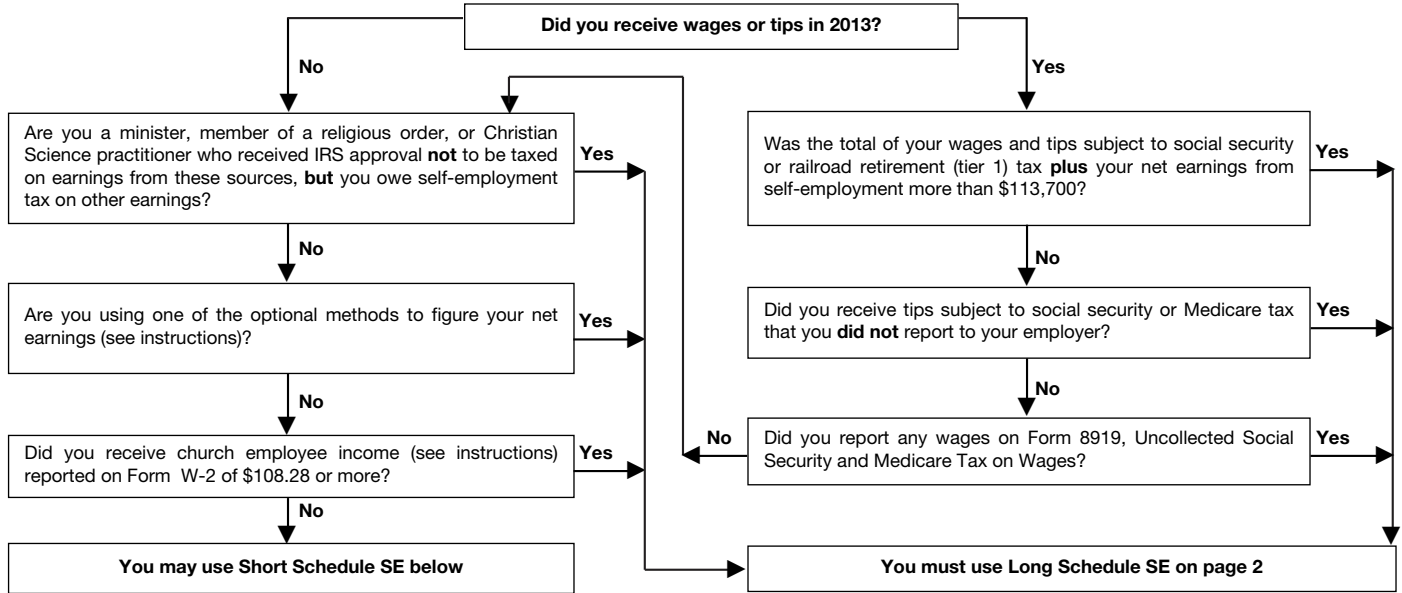 Did you receive wages or tips in 2013?
No
Yes
Are you a minister, member of a religious order, or Christian
Science practitioner who received IRS approval not to be taxed
on earnings from these sources, but you owe self-employment
tax on other earnings?
Yes
No
Are you using one of the optional methods to figure your net
earnings (see instructions)?
Yes
No
Did you receive church employee income (see instructions)
reported on Form W-2 of $108.28 or more?
Yes
No
You may use Short Schedule SE below
Was the total of your wages and tips subject to social security
or railroad retirement (tier 1) tax plus your net earnings from
self-employment more than $113,700?
Yes
No
Did you receive tips subject to social security or Medicare tax
that you did not report to your employer?
Yes
No
Did you report any wages on Form 8919, Uncollected Social
Security and Medicare Tax on Wages?
No
Yes
You must use Long Schedule SE on page 2